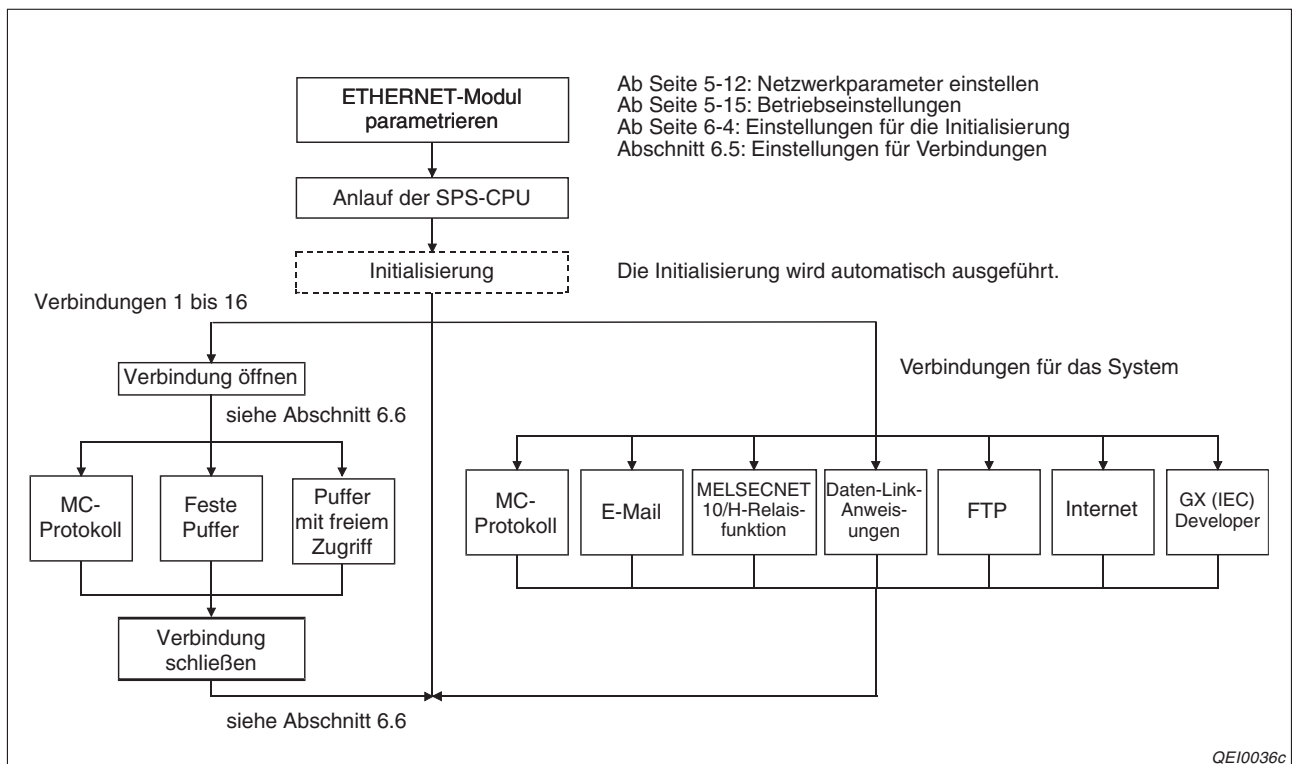 ETHERNET-Modul
parametrieren
Ab Seite 5-12: Netzwerkparameter einstellen
Ab Seite 5-15: Betriebseinstellungen
Ab Seite 6-4: Einstellungen für die Initialisierung
Abschnitt 6.5: Einstellungen für Verbindungen
Anlauf der SPS-CPU
Initialisierung
Die Initialisierung wird automatisch ausgeführt.
Verbindungen 1 bis 16
Verbindung öffnen
Verbindungen für das System
siehe Abschnitt 6.6
MC-
Protokoll
Feste
Puffer
Puffer
mit freiem
Zugriff
MC-
Protokoll
E-Mail
MELSECNET
10/H-Relais-
funktion
Daten-Link-
Anweis-
ungen
FTP
Internet
GX (IEC)
Developer
Verbindung
schließen
siehe Abschnitt 6.6
QEI0036c